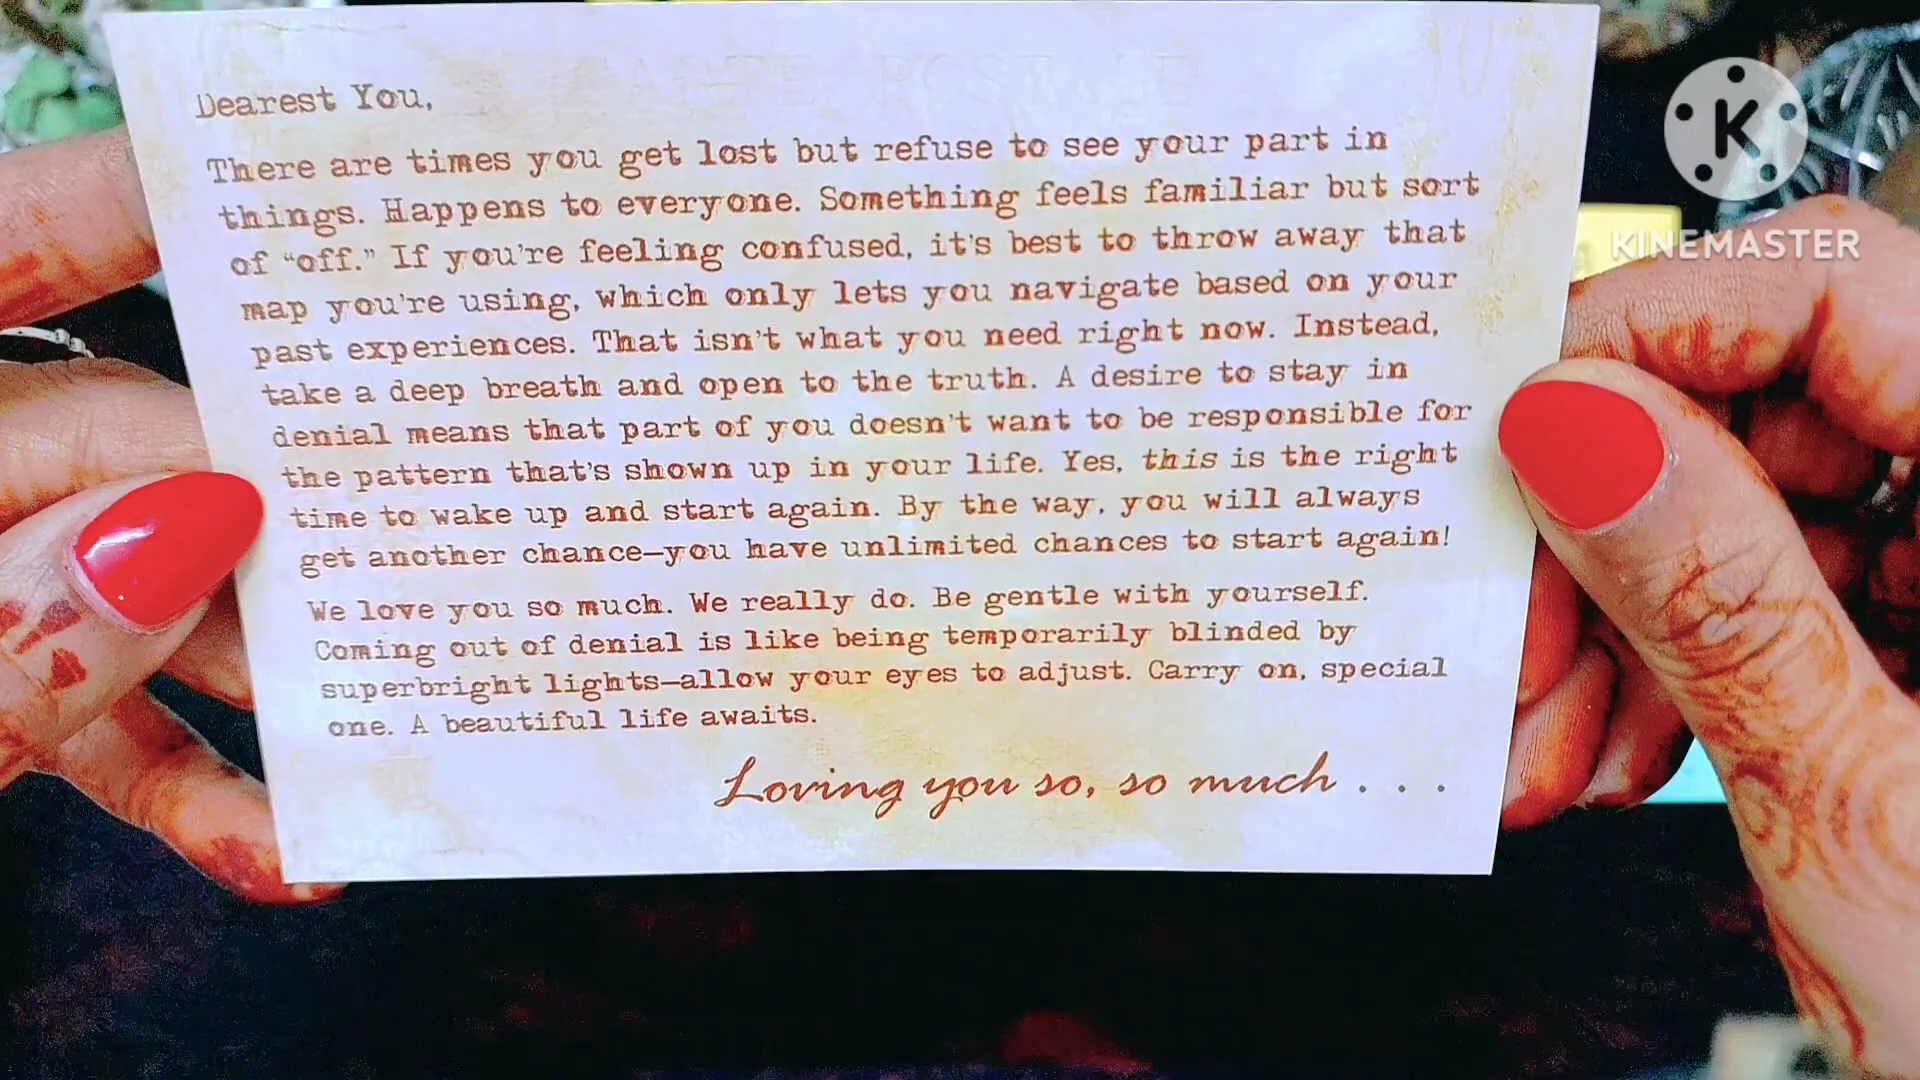 Dearest You,
There are times you get lost but refuse to see your part in
things. Happens to everyone. Something feels familiar but sort
of “off.” If you're feeling confused, it's best to throw away that
map you're using, which only lets you navigate based on your
past experiences. That isn't what you need right now. Instead,
take a deep breath and open to the truth. A desire to stay in
denial means that part of you doesn't want to be responsible for
the pattern that's shown up in your life. Yes, this is the right
time to wake up and start again. By the way, you will always
get another chance—you have unlimited chances to start again!
We love you so much. We really do. Be gentle with yourself.
Coming out of denial is like being temporarily blinded by
superbright lights—allow your eyes to adjust. Carry on, special
one. A beautiful life awaits.
Loving you so, so much . . .
K
KINEMASTER